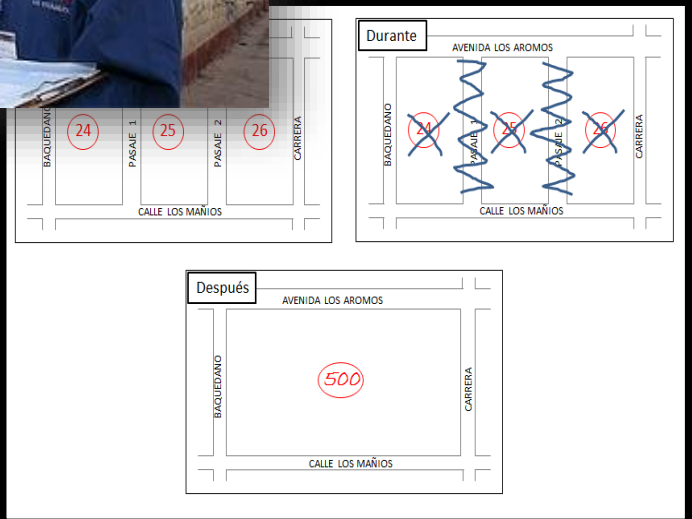 24
25
26
BAQUEDANO
PASAJE 1
PASAJE 2
CARRERA
CALLE LOS MAÑIOS
Durante
AVENIDA LOS AROMOS
BAQUEDANO
24
PASAJE 1
25
PASAJE 2
26
CARRERA
CALLE LOS MAÑIOS
Después
AVENIDA LOS AROMOS
BAQUEDANO
500
CARRERA
CALLE LOS MAÑIOS